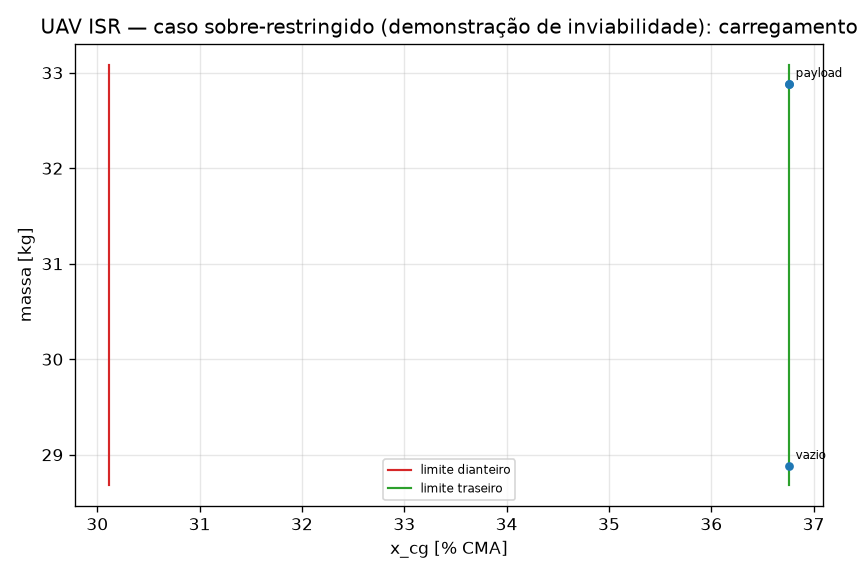 UAV ISR — caso sobre-restringido (demonstração de inviabilidade): carregamento
33
32
31
30
29
massa [kg]
payload
vazio
limite dianteiro
limite traseiro
30 31 32 33 34 35 36 37
x_cg [% CMA]